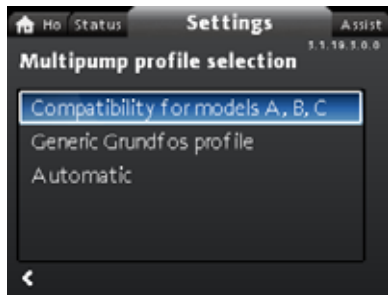 Ho Status Settings Assist
3.1.19.3.0.0
Multipump profile selection
Compatibility for models A, B, C
Generic Grundfos profile
Automatic